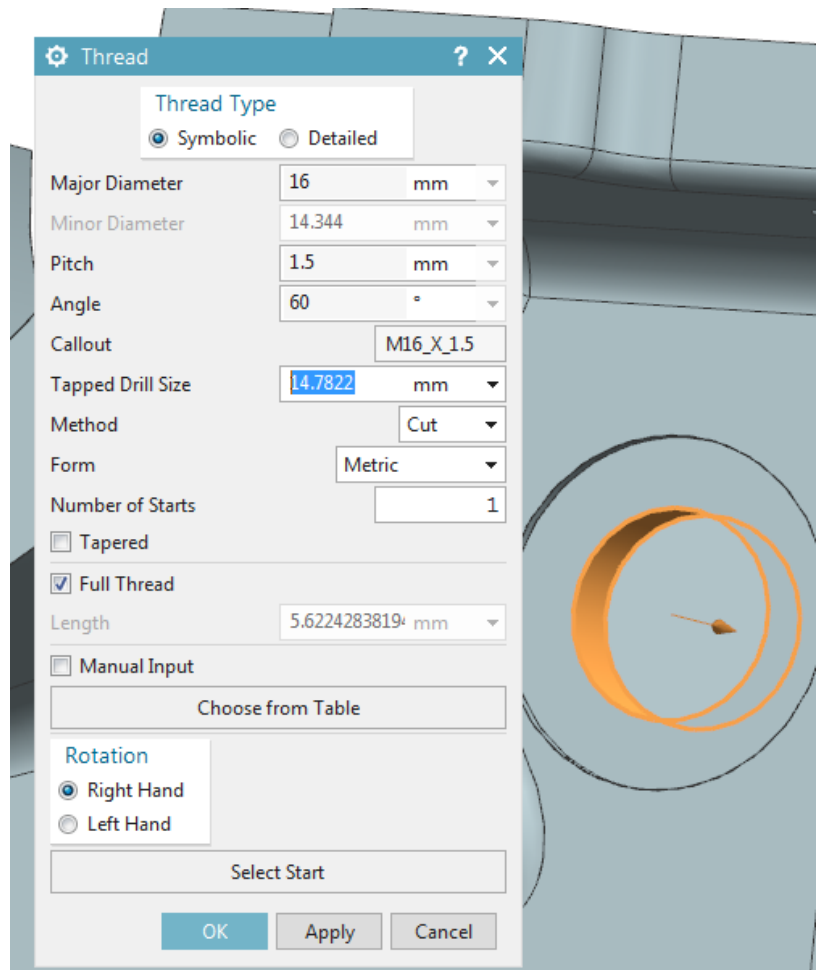 Thread ?
Thread Type
Symbolic Detailed
Major Diameter 16 mm
Minor Diameter 14.344 mm
Pitch 1.5 mm
Angle 60 °
Callout M16_X_1.5
Tapped Drill Size 14.7822 mm
Method Cut
Form Metric
Number of Starts 1
Tapered
Full Thread
Length 5.6224283819 mm
Manual Input
Choose from Table
Rotation
Right Hand
Left Hand
Select Start
OK Apply Cancel